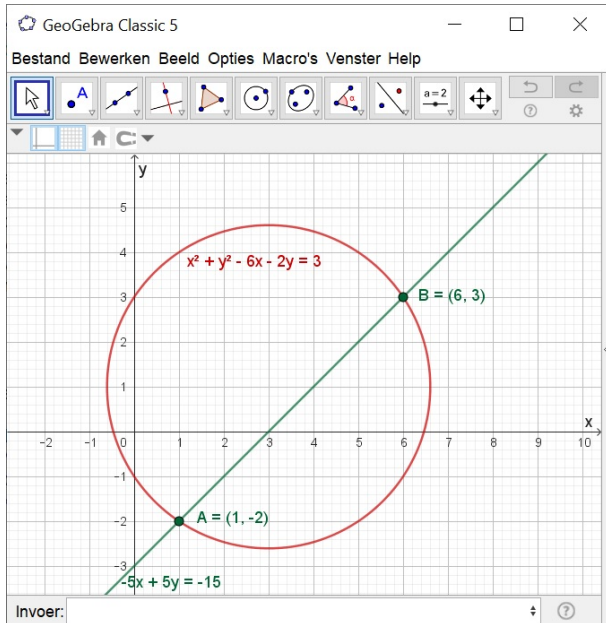 GeoGebra Classic 5
Bestand Bewerken Beeld Opties Macro's Venster Help
A
a = 2
y
5
4
x² + y² - 6x - 2y = 3
3
B = (6, 3)
2
1
x
-2 -1 0 1 2 3 4 5 6 7 8 9 10
-1
-2
A = (1, -2)
-3
-5x + 5y = -15
Invoer: